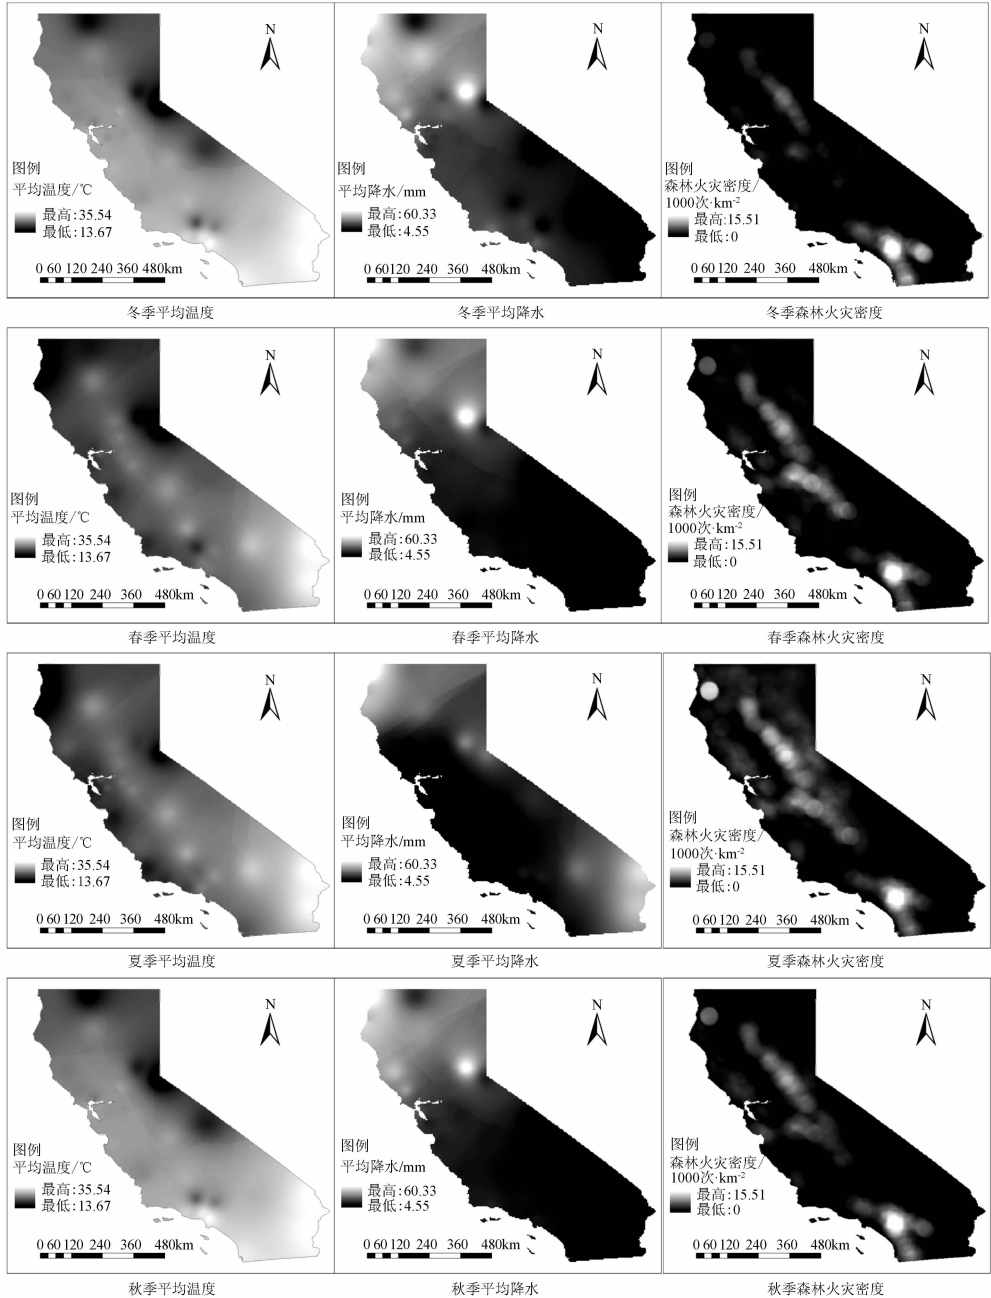 N
图例
平均温度/℃
最高:35.54
最低:13.67
0 60 120 240 360 480km
冬季平均温度
N
图例
平均降水/mm
最高:60.33
最低:4.55
0 60 120 240 360 480km
冬季平均降水
N
图例
森林火灾密度/
1000次·km-2
最高:15.51
最低:0
0 60 120 240 360 480km
冬季森林火灾密度
N
图例
平均温度/℃
最高:35.54
最低:13.67
0 60 120 240 360 480km
春季平均温度
N
图例
平均降水/mm
最高:60.33
最低:4.55
0 60 120 240 360 480km
春季平均降水
N
图例
森林火灾密度/
1000次·km-2
最高:15.51
最低:0
0 60 120 240 360 480km
春季森林火灾密度
N
图例
平均温度/℃
最高:35.54
最低:13.67
0 60 120 240 360 480km
夏季平均温度
N
图例
平均降水/mm
最高:60.33
最低:4.55
0 60 120 240 360 480km
夏季平均降水
N
图例
森林火灾密度/
1000次·km-2
最高:15.51
最低:0
0 60 120 240 360 480km
夏季森林火灾密度
N
图例
平均温度/℃
最高:35.54
最低:13.67
0 60 120 240 360 480km
秋季平均温度
N
图例
平均降水/mm
最高:60.33
最低:4.55
0 60 120 240 360 480km
秋季平均降水
N
图例
森林火灾密度/
1000次·km-2
最高:15.51
最低:0
0 60 120 240 360 480km
秋季森林火灾密度